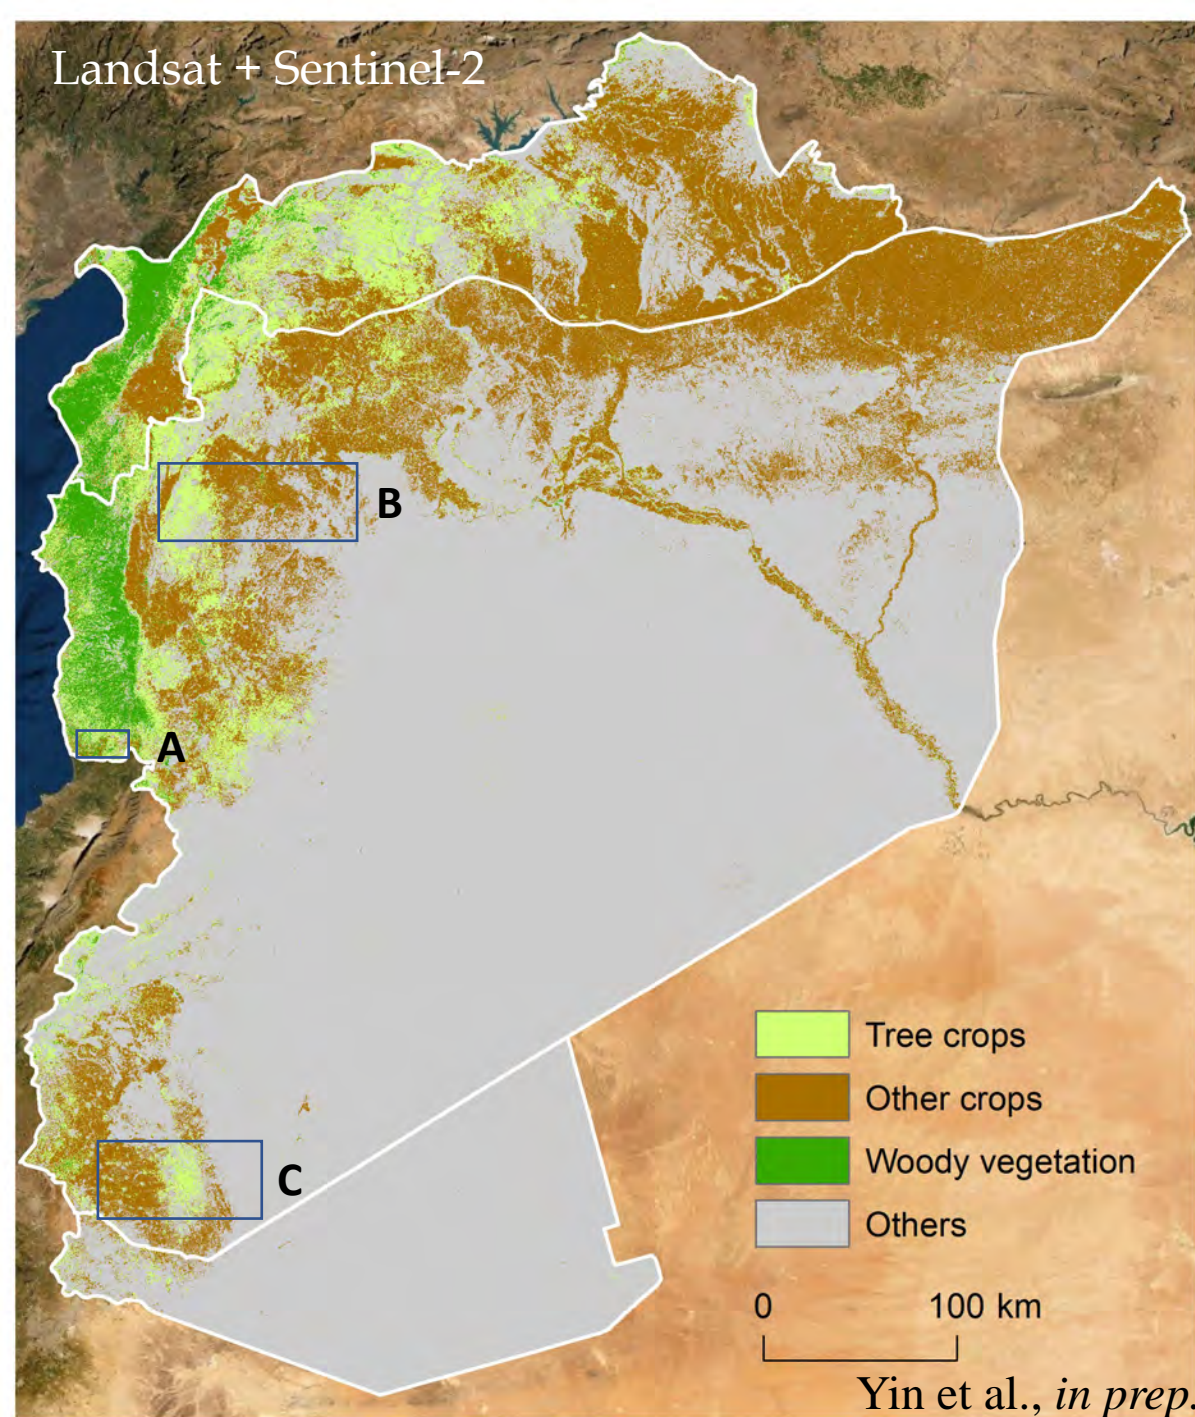 Landsat + Sentinel-2
B
A
C
Tree crops
Other crops
Woody vegetation
Others
0 100 km
Yin et al., in prep.